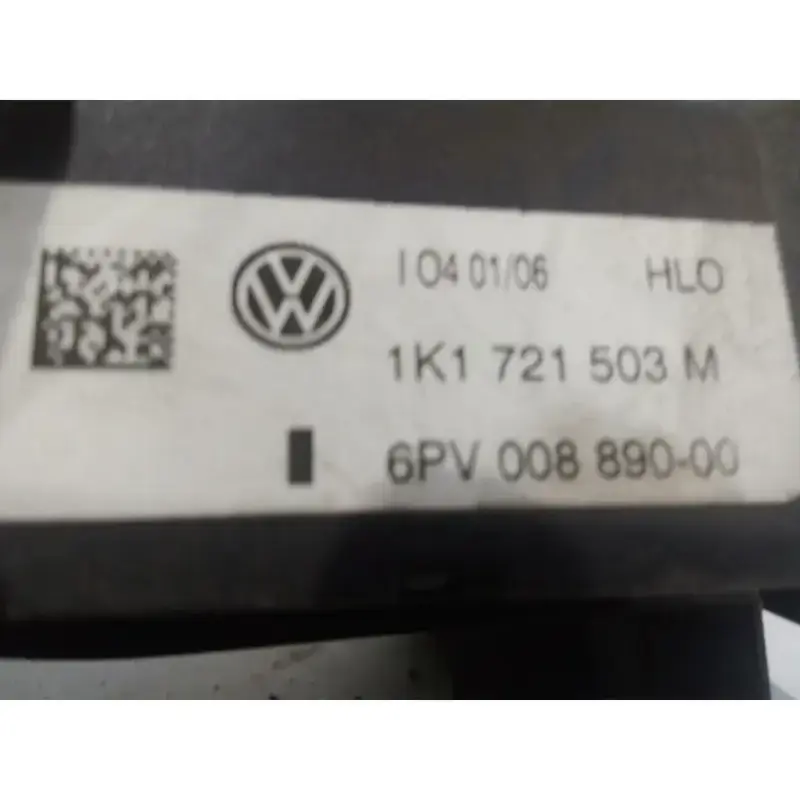 I 04 01/06 HLO
1K1 721 503 M
6PV 008 890-00